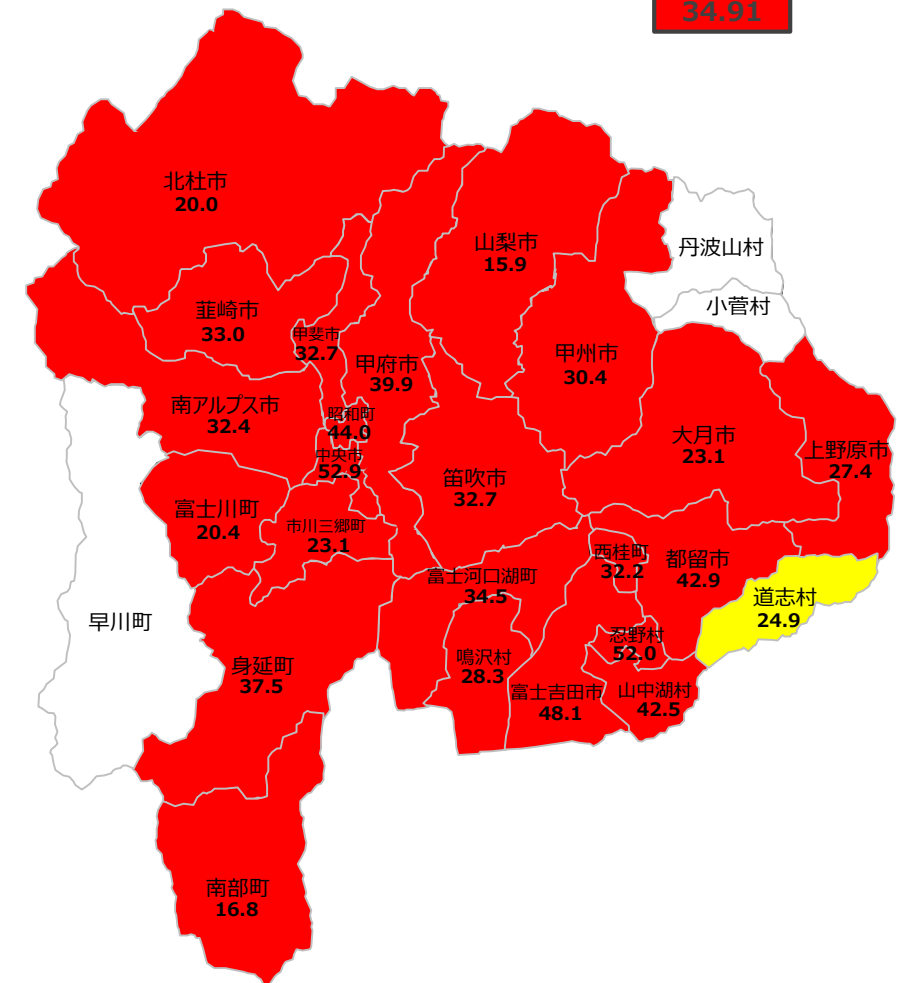 34.91
北杜市
20.0
山梨市
15.9
丹波山村
小菅村
韮崎市
33.0
甲斐市
32.7
甲府市
39.9
甲州市
30.4
南アルプス市
32.4
昭和町
44.0
中央市
52.9
大月市
23.1
上野原市
27.4
笛吹市
32.7
富士川町
20.4
市川三郷町
23.1
西桂町
32.2
都留市
42.9
富士河口湖町
34.5
道志村
24.9
早川町
忍野村
52.0
身延町
37.5
鳴沢村
28.3
富士吉田市
48.1
山中湖村
42.5
南部町
16.8